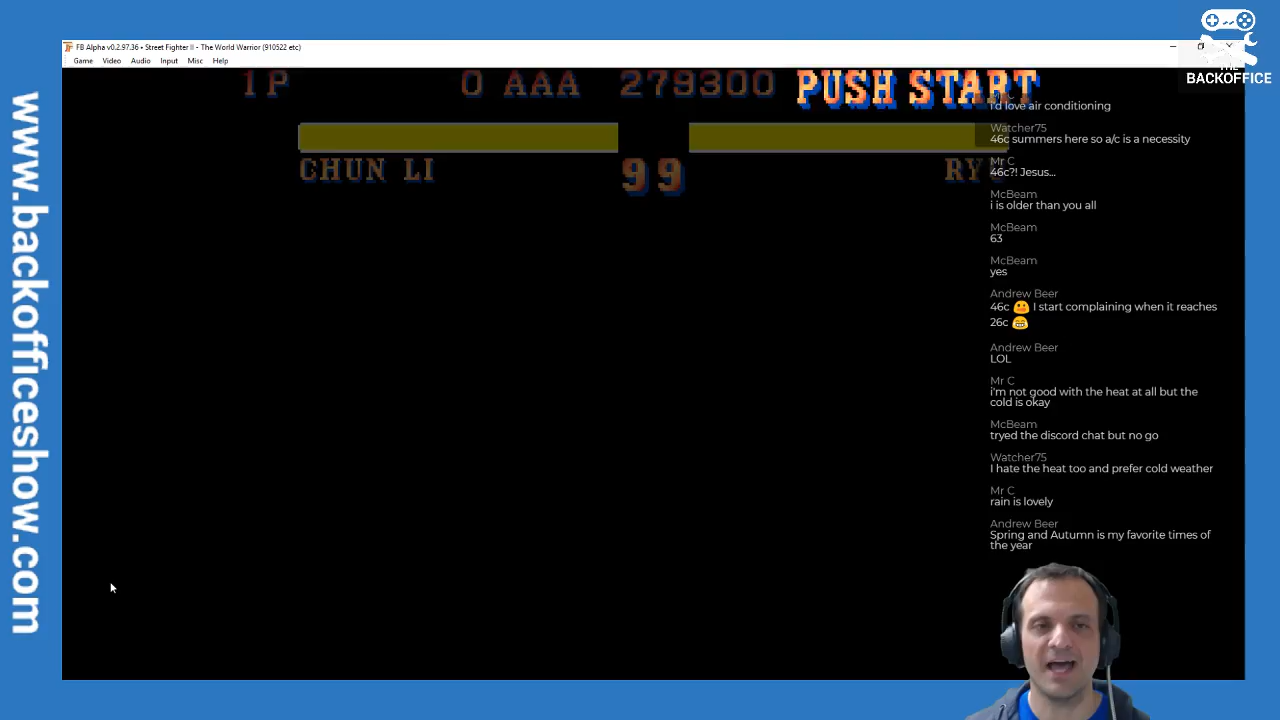 FB Alpha v0.2.97.36 • Street Fighter II - The World Warrior (910522 etc)
Game Video Audio Input Misc Help
THE
BACKOFFICE
www.backofficeshow.com
1P 0 AAA 279300 PUSH START
CHUN LI 99 RYU
Mr C
i'd love air conditioning
Watcher75
46c summers here so a/c is a necessity
Mr C
46c?! Jesus...
McBeam
i is older than you all
McBeam
63
McBeam
yes
Andrew Beer
46c 😲 I start complaining when it reaches
26c 😂
Andrew Beer
LOL
Mr C
i'm not good with the heat at all but the
cold is okay
McBeam
tryed the discord chat but no go
Watcher75
I hate the heat too and prefer cold weather
Mr C
rain is lovely
Andrew Beer
Spring and Autumn is my favorite times of
the year